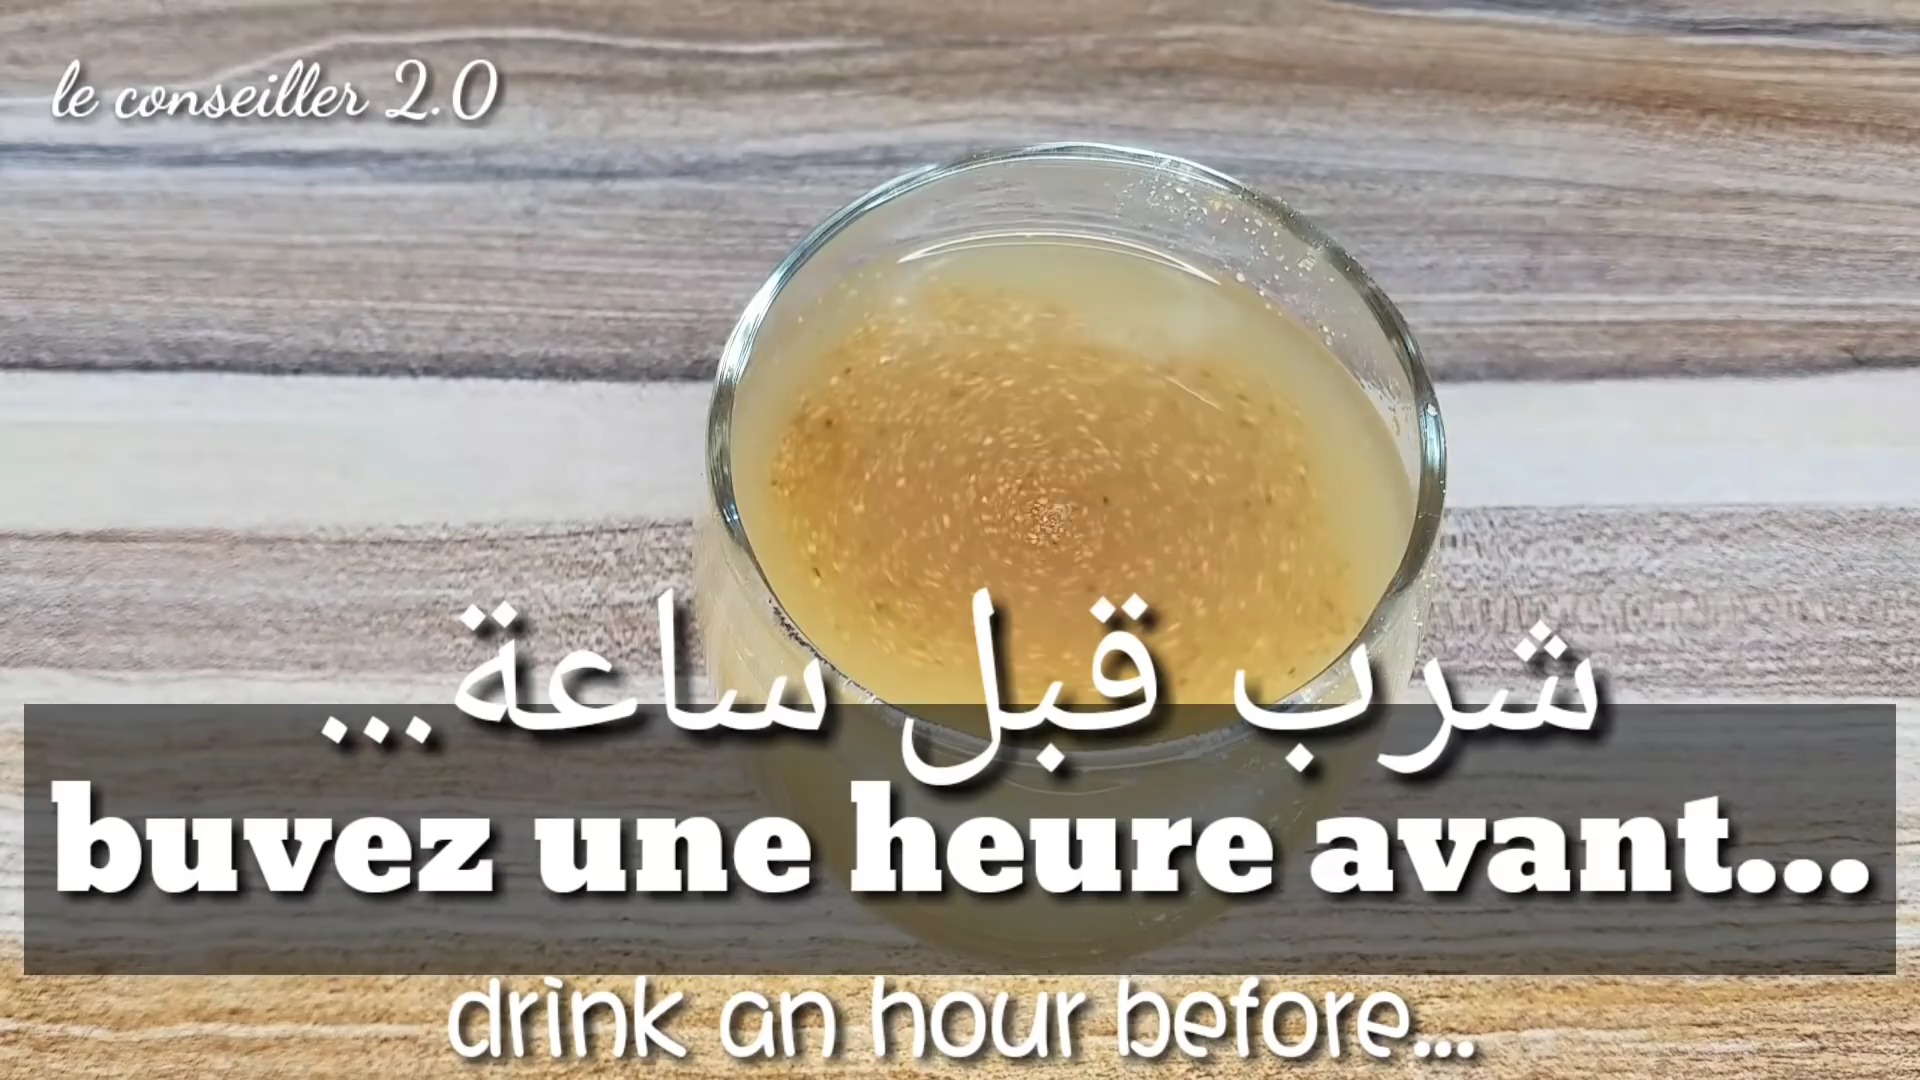 le conseiller 2.0
شرب قبل ساعة...
buvez une heure avant...
drink an hour before...